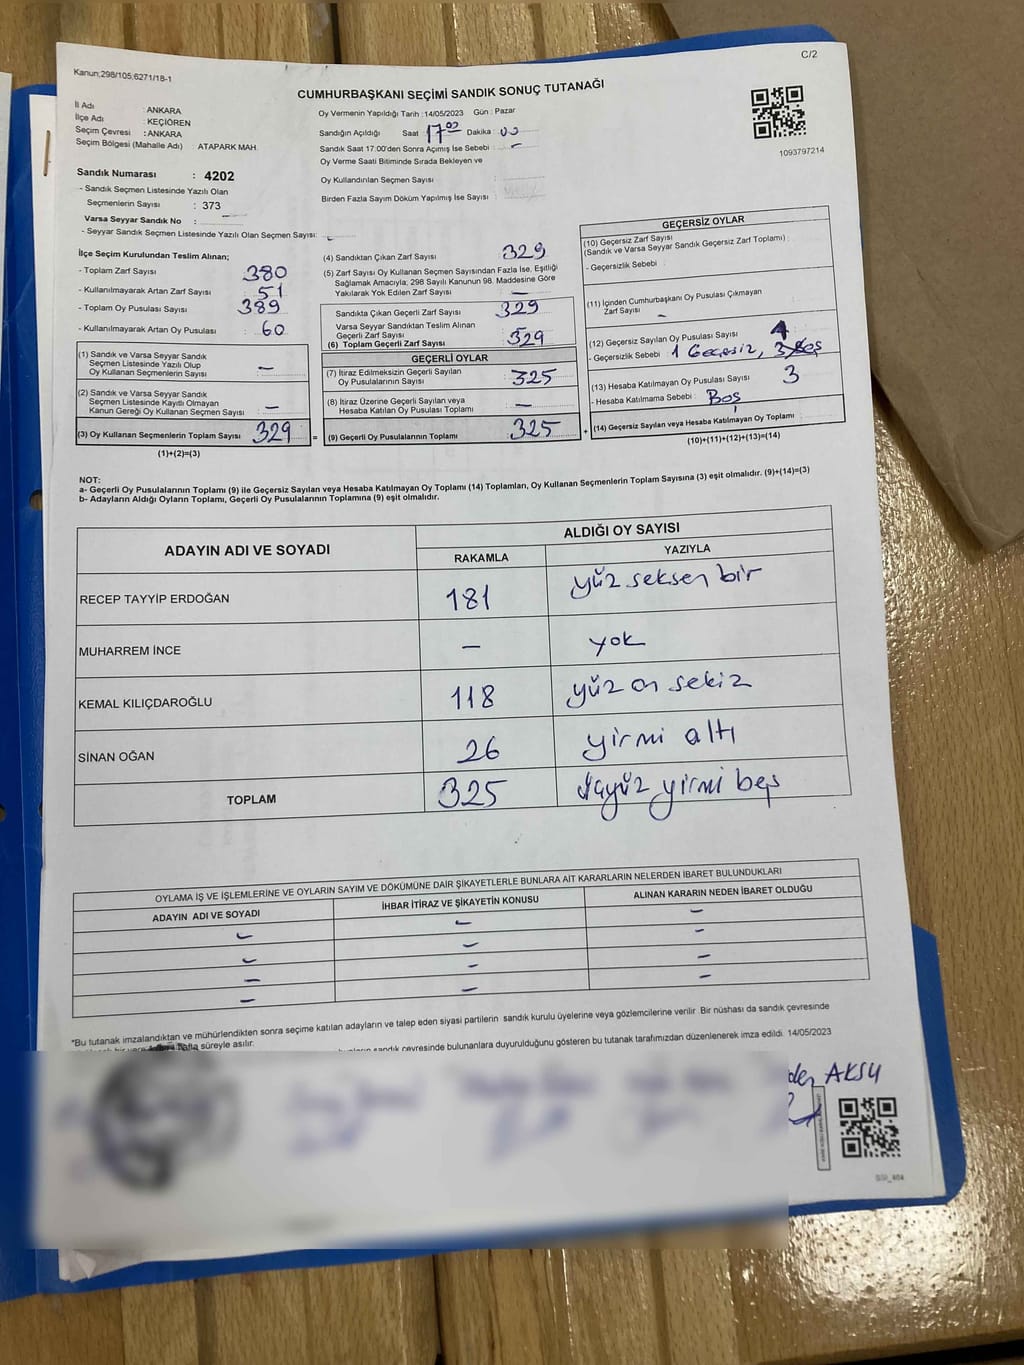 C/2
Kanun;298/105;6271/18-1
CUMHURBAŞKANI SEÇİMİ SANDIK SONUÇ TUTANAĞI
İl Adı : ANKARA
İlçe Adı : KEÇİÖREN
Seçim Çevresi : ANKARA
Seçim Bölgesi (Mahalle Adı) : ATAPARK MAH.
Oy Vermenin Yapıldığı Tarih :14/05/2023 Gün : Pazar
Sandığın Açıldığı Saat 17:00 Dakika : 00
Sandık Saat 17:00'den Sonra Açımış İse Sebebi : -
Oy Verme Saati Bitiminde Sırada Bekleyen ve
Oy Kullandırılan Seçmen Sayısı :
Birden Fazla Sayım Döküm Yapılmış İse Sayısı :
1093797214
Sandık Numarası : 4202
- Sandık Seçmen Listesinde Yazılı Olan
Seçmenlerin Sayısı : 373
Varsa Seyyar Sandık No : -
- Seyyar Sandık Seçmen Listesinde Yazılı Olan Seçmen Sayısı: -
İlçe Seçim Kurulundan Teslim Alınan;
- Toplam Zarf Sayısı 380
- Kullanılmayarak Artan Zarf Sayısı 51
- Toplam Oy Pusulası 389
- Kullanılmayarak Artan Oy Pusulası 60
(1) Sandık ve Varsa Seyyar Sandık
Seçmen Listesinde Yazılı Olup
Oy Kullanan Seçmenlerin Sayısı -
(2) Sandık ve Varsa Seyyar Sandık
Seçmen Listesinde Kayıtlı Olmayan
Kanun Gereği Oy Kullanan Seçmen Sayısı -
(3) Oy Kullanan Seçmenlerin Toplam Sayısı 329 =
(1)+(2)=(3)
(4) Sandıktan Çıkan Zarf Sayısı 329
(5) Zarf Sayısı Oy Kullanan Seçmen Sayısından Fazla İse, Eşitliği
Sağlamak Amacıyla; 298 Sayılı Kanunun 98. Maddesine Göre
Yakılarak Yok Edilen Zarf Sayısı -
Sandıkta Çıkan Geçerli Zarf Sayısı 329
Varsa Seyyar Sandıktan Teslim Alınan
Geçerli Zarf Sayısı
(6) Toplam Geçerli Zarf Sayısı 329
GEÇERLİ OYLAR
(7) İtiraz Edilmeksizin Geçerli Sayılan
Oy Pusulalarının Sayısı 325
(8) İtiraz Üzerine Geçerli Sayılan veya
Hesaba Katılan Oy Pusulası Toplamı -
(9) Geçerli Oy Pusulalarının Toplamı 325 +
GEÇERSİZ OYLAR
(10) Geçersiz Zarf Sayısı
(Sandık ve Varsa Seyyar Sandık Geçersiz Zarf Toplamı) :
- Geçersizlik Sebebi :
(11) İçinden Cumhurbaşkanı Oy Pusulası Çıkmayan
Zarf Sayısı -
(12) Geçersiz Sayılan Oy Pusulası Sayısı
- Geçersizlik Sebebi : 1 Geçersiz, 3 Boş
(13) Hesaba Katılmayan Oy Pusulası Sayısı 3
- Hesaba Katılmama Sebebi : Boş
(14) Geçersiz Sayılan veya Hesaba Katılmayan Oy Toplamı
(10)+(11)+(12)+(13)=(14)
NOT:
a- Geçerli Oy Pusulalarının Toplamı (9) ile Geçersiz Sayılan veya Hesaba Katılmayan Oy Toplamı (14) Toplamları, Oy Kullanan Seçmenlerin Toplam Sayısına (3) eşit olmalıdır. (9)+(14)=(3)
b- Adayların Aldığı Oyların Toplamı, Geçerli Oy Pusulalarının Toplamına (9) eşit olmalıdır.
ADAYIN ADI VE SOYADI ALDIĞI OY SAYISI
RAKAMLA YAZIYLA
RECEP TAYYİP ERDOĞAN 181 yüz seksen bir
MUHARREM İNCE - yok
KEMAL KILIÇDAROĞLU 118 yüz on sekiz
SİNAN OĞAN 26 yirmi altı
TOPLAM 325 yirmi beş
OYLAMA İŞ VE İŞLEMLERİNE VE OYLARIN SAYIM VE DÖKÜMÜNE DAİR ŞİKAYETLERLE BUNLARA AİT KARARLARIN NELERDEN İBARET BULUNDUKLARI
ADAYIN ADI VE SOYADI İHBAR İTİRAZ VE ŞİKAYETİN KONUSU ALINAN KARARIN NEDEN İBARET OLDUĞU
- - -
- - -
- - -
- - -
*Bu tutanak imzalandıktan ve mühürlendikten sonra seçime katılan adayların ve talep eden siyasi partilerin sandık kurulu üyelerine veya gözlemcilerine verilir. Bir nüshası da sandık çevresinde
hafta süreyle asılır.
sandık çevresinde bulunanlara duyurulduğunu gösteren bu tutanak tarafımızdan düzenlenerek imza edildi. 14/05/2023
AKSU